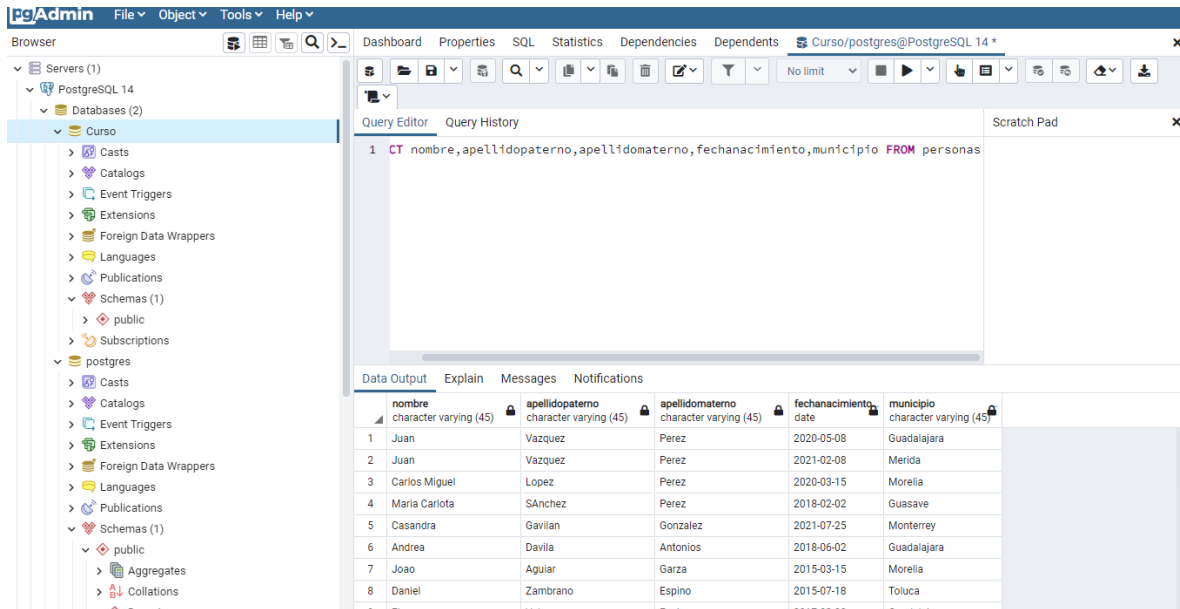 pgAdmin File Object Tools Help
Browser
Dashboard Properties SQL Statistics Dependencies Dependents Curso/postgres@PostgreSQL 14 *
Servers (1)
PostgreSQL 14
Databases (2)
Curso
Casts
Catalogs
Event Triggers
Extensions
Foreign Data Wrappers
Languages
Publications
Schemas (1)
public
Subscriptions
postgres
Casts
Catalogs
Event Triggers
Extensions
Foreign Data Wrappers
Languages
Publications
Schemas (1)
public
Aggregates
Collations
No limit
Query Editor Query History
Scratch Pad
1 CT nombre,apellidopaterno,apellidomaterno,fechanacimiento,municipio FROM personas
Data Output Explain Messages Notifications
nombre apellidopaterno apellidomaterno fechanacimiento municipio
character varying (45) character varying (45) character varying (45) date character varying (45)
1 Juan Vazquez Perez 2020-05-08 Guadalajara
2 Juan Vazquez Perez 2021-02-08 Merida
3 Carlos Miguel Lopez Perez 2020-03-15 Morelia
4 Maria Carlota SAnchez Perez 2018-02-02 Guasave
5 Casandra Gavilan Gonzalez 2021-07-25 Monterrey
6 Andrea Davila Antonios 2018-06-02 Guadalajara
7 Joao Aguiar Garza 2015-03-15 Morelia
8 Daniel Zambrano Espino 2015-07-18 Toluca